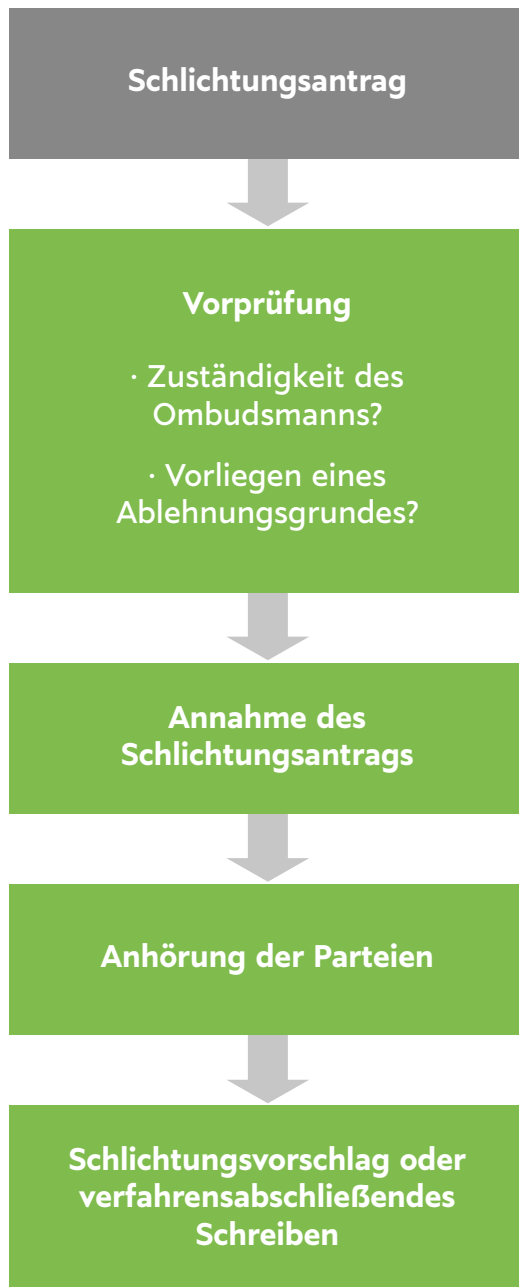 Schlichtungsantrag
Vorprüfung
· Zuständigkeit des
Ombudsmanns?
· Vorliegen eines
Ablehnungsgrundes?
Annahme des
Schlichtungsantrags
Anhörung der Parteien
Schlichtungsvorschlag oder
verfahrensabschließendes
Schreiben